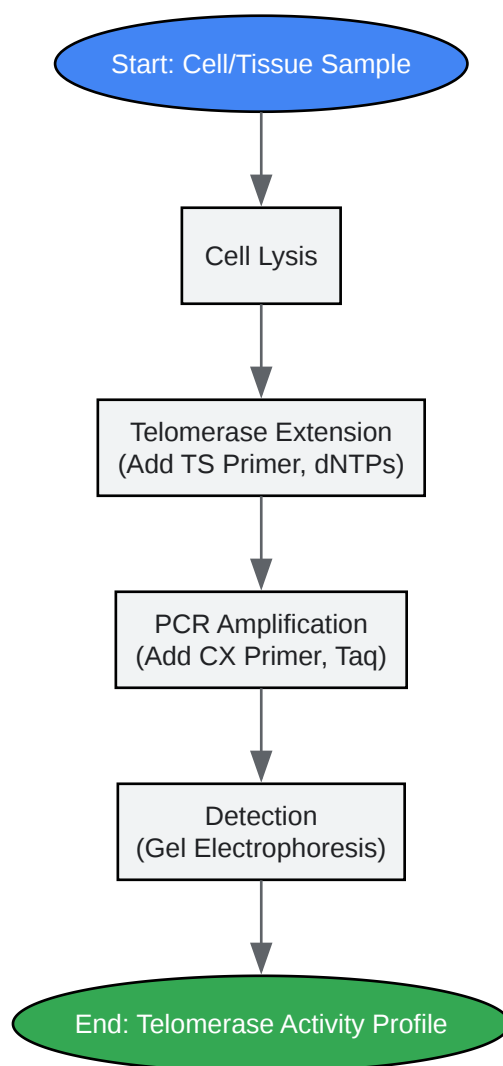 Start: Cell/Tissue Sample
Cell Lysis
Telomerase Extension
(Add TS Primer, dNTPs)
PCR Amplification
(Add CX Primer, Taq)
Detection
(Gel Electrophoresis)
End: Telomerase Activity Profile